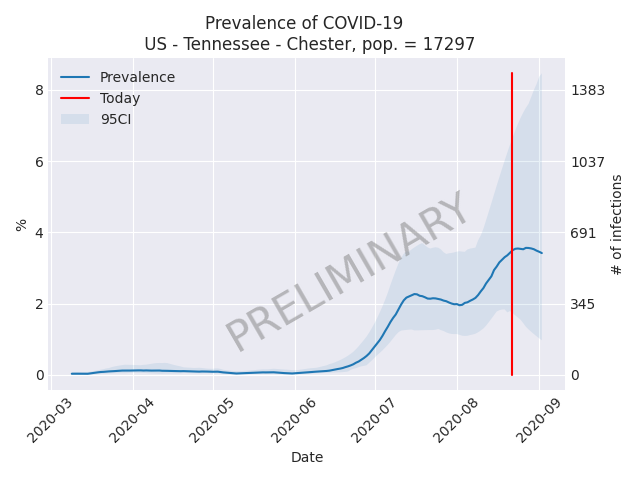 Prevalence of COVID-19
US - Tennessee - Chester, pop. = 17297
Prevalence
Today
95CI
PRELIMINARY
%
8
6
4
2
0
1383
1037
691
345
0
# of infections
2020-03
2020-04
2020-05
2020-06
2020-07
2020-08
2020-09
Date